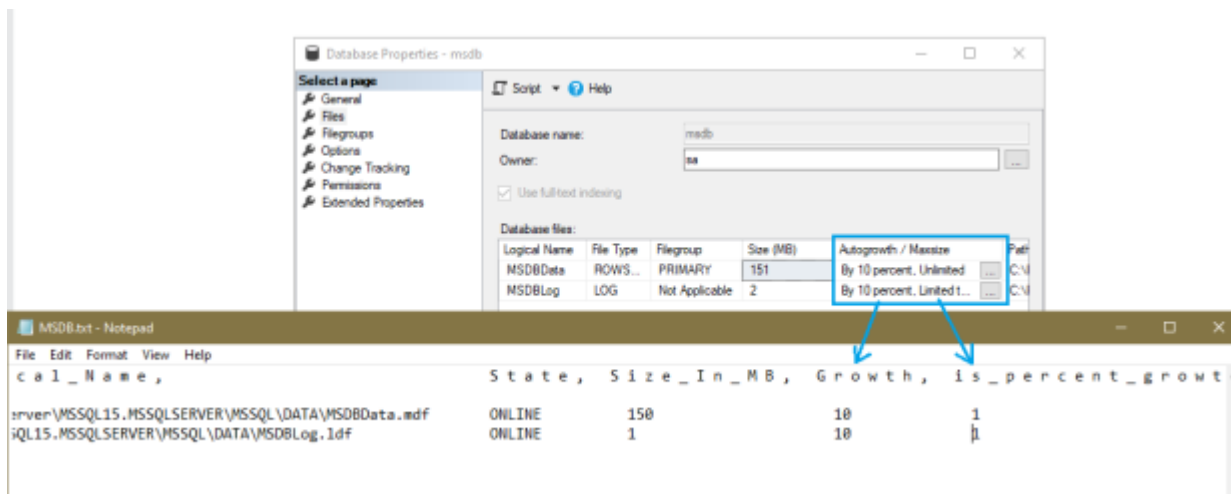 Database Properties - msdb
Select a page
General
Files
Filegroups
Options
Change Tracking
Permissions
Extended Properties
Script Help
Database name: msdb
Owner: sa ...
Use full-text indexing
Database files:
Logical Name File Type Filegroup Size (MB) Autogrowth / Maxsize Path
MSDBData ROWS... PRIMARY 151 By 10 percent, Unlimited ... C:\
MSDBLog LOG Not Applicable 2 By 10 percent, Limited t... ... C:\
MSDB.txt - Notepad
File Edit Format View Help
cal_Name, State, Size_In_MB, Growth, is_percent_growt
erver\MSSQL15.MSSQLSERVER\MSSQL\DATA\MSDBData.mdf ONLINE 150 10 1
SQL15.MSSQLSERVER\MSSQL\DATA\MSDBLog.ldf ONLINE 1 10 1